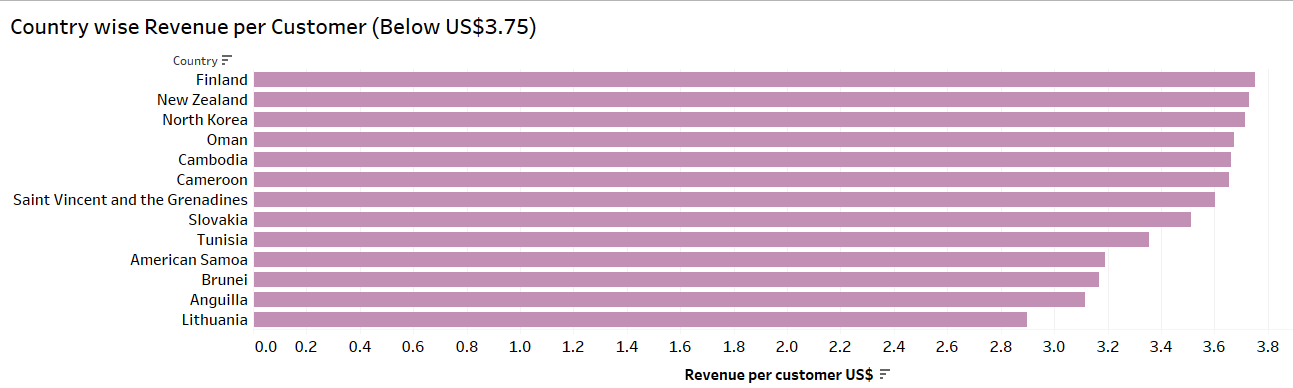 Country wise Revenue per Customer (Below US$3.75)
Country
Finland
New Zealand
North Korea
Oman
Cambodia
Cameroon
Saint Vincent and the Grenadines
Slovakia
Tunisia
American Samoa
Brunei
Anguilla
Lithuania
0.0 0.2 0.4 0.6 0.8 1.0 1.2 1.4 1.6 1.8 2.0 2.2 2.4 2.6 2.8 3.0 3.2 3.4 3.6 3.8
Revenue per customer US$